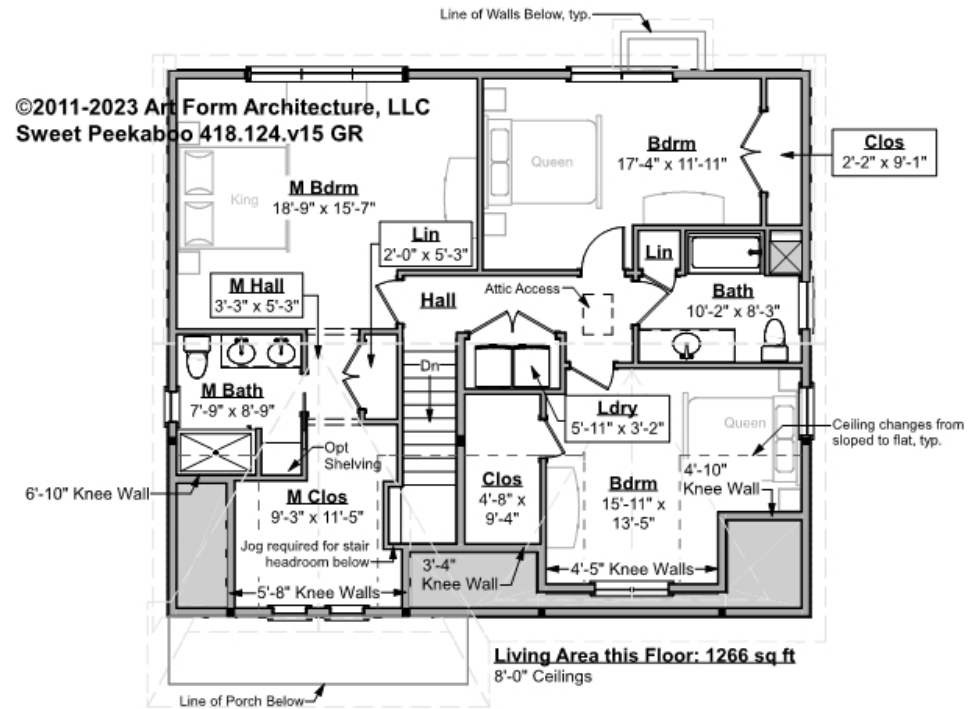 Line of Walls Below, typ.
©2011-2023 Art Form Architecture, LLC
Sweet Peekaboo 418.124.v15 GR
King
M Bdrm
18'-9" x 15'-7"
Queen
Bdrm
17'-4" x 11'-11"
Clos
2'-2" x 9'-1"
Lin
2'-0" x 5'-3"
M Hall
3'-3" x 5'-3"
Hall
Attic Access
Lin
Bath
10'-2" x 8'-3"
M Bath
7'-9" x 8'-9"
Dn
Ldry
5'-11" x 3'-2"
Queen
Ceiling changes from
sloped to flat, typ.
Opt
Shelving
6'-10" Knee Wall
M Clos
9'-3" x 11'-5"
Clos
4'-8" x
9'-4"
Bdrm
15'-11" x
13'-5"
4'-10"
Knee Wall
Jog required for stair
headroom below
3'-4"
Knee Wall
4'-5" Knee Walls
5'-8" Knee Walls
Living Area this Floor: 1266 sq ft
8'-0" Ceilings
Line of Porch Below